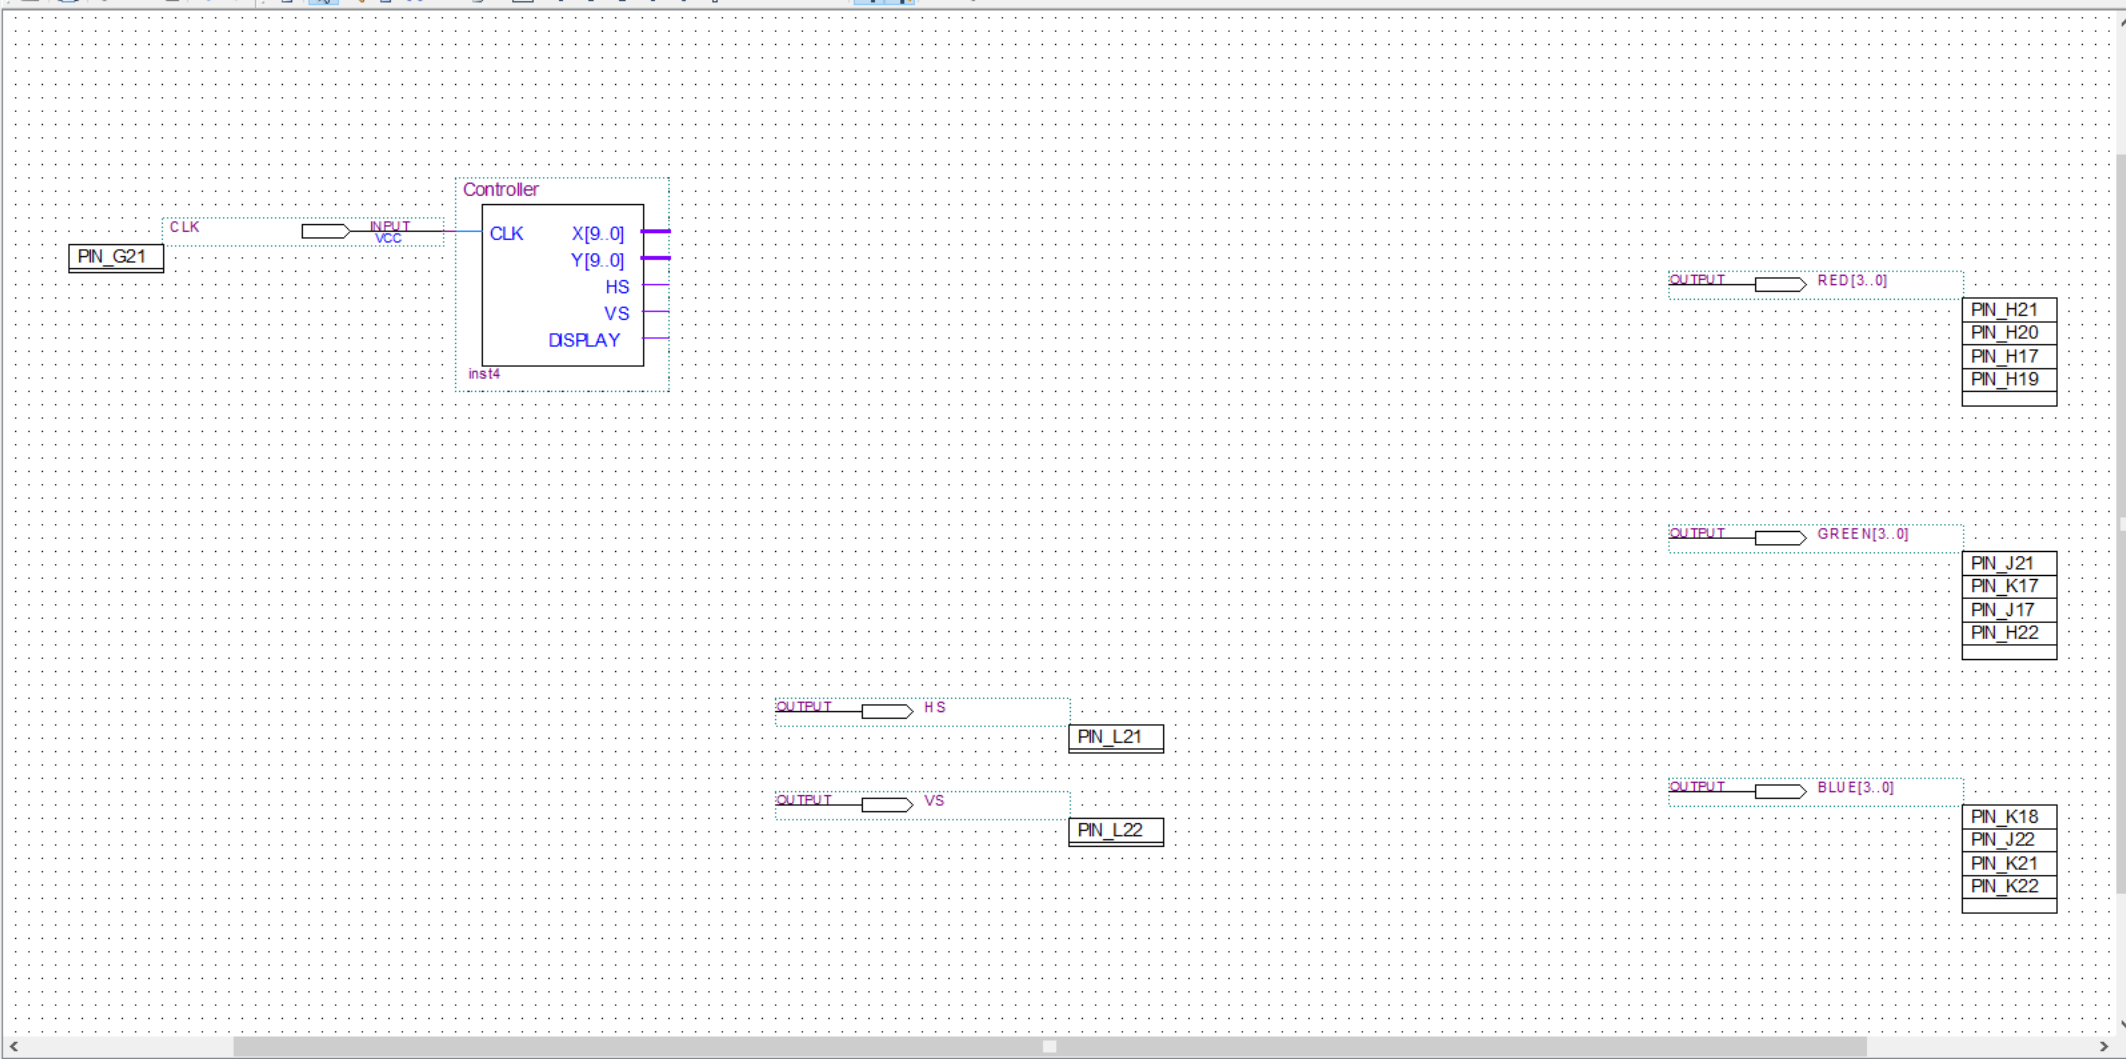 Controller
CLK
INPUT
VCC
PIN_G21
CLK
X[9..0]
Y[9..0]
HS
VS
DISPLAY
inst4
OUTPUT
RED[3..0]
PIN_H21
PIN_H20
PIN_H17
PIN_H19
OUTPUT
GREEN[3..0]
PIN_J21
PIN_K17
PIN_J17
PIN_H22
OUTPUT
HS
PIN_L21
OUTPUT
VS
PIN_L22
OUTPUT
BLUE[3..0]
PIN_K18
PIN_J22
PIN_K21
PIN_K22